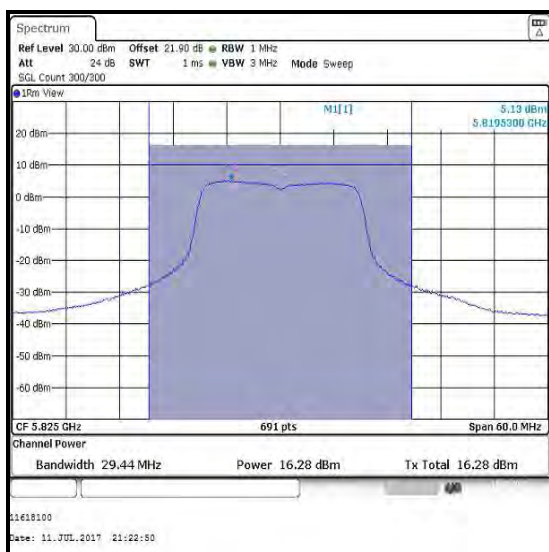 Spectrum
Ref Level 30.00 dBm Offset 21.90 dB RBW 1 MHz
Att 24 dB SWT 1 ms VBW 3 MHz Mode Sweep
SGL Count 300/300
1Rm View
M1[1] 5.13 dBm
5.8195300 GHz
20 dBm
10 dBm
0 dBm
-10 dBm
-20 dBm
-30 dBm
-40 dBm
-50 dBm
-60 dBm
CF 5.825 GHz 691 pts Span 60.0 MHz
Channel Power
Bandwidth 29.44 MHz Power 16.28 dBm Tx Total 16.28 dBm
11618100
Date: 11.JUL.2017 21:22:50